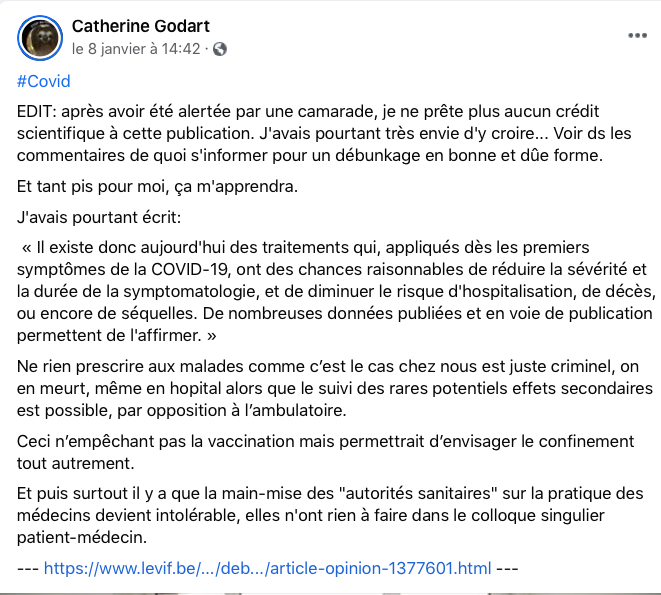 Catherine Godart
le 8 janvier à 14:42 ·
#Covid
EDIT: après avoir été alertée par une camarade, je ne prête plus aucun crédit
scientifique à cette publication. J'avais pourtant très envie d'y croire... Voir ds les
commentaires de quoi s'informer pour un débunkage en bonne et dûe forme.
Et tant pis pour moi, ça m'apprendra.
J'avais pourtant écrit:
« Il existe donc aujourd'hui des traitements qui, appliqués dès les premiers
symptômes de la COVID-19, ont des chances raisonnables de réduire la sévérité et
la durée de la symptomatologie, et de diminuer le risque d'hospitalisation, de décès,
ou encore de séquelles. De nombreuses données publiées et en voie de publication
permettent de l'affirmer. »
Ne rien prescrire aux malades comme c’est le cas chez nous est juste criminel, on
en meurt, même en hopital alors que le suivi des rares potentiels effets secondaires
est possible, par opposition à l’ambulatoire.
Ceci n’empêchant pas la vaccination mais permettrait d’envisager le confinement
tout autrement.
Et puis surtout il y a que la main-mise des "autorités sanitaires" sur la pratique des
médecins devient intolérable, elles n'ont rien à faire dans le colloque singulier
patient-médecin.
--- https://www.levif.be/.../deb.../article-opinion-1377601.html ---